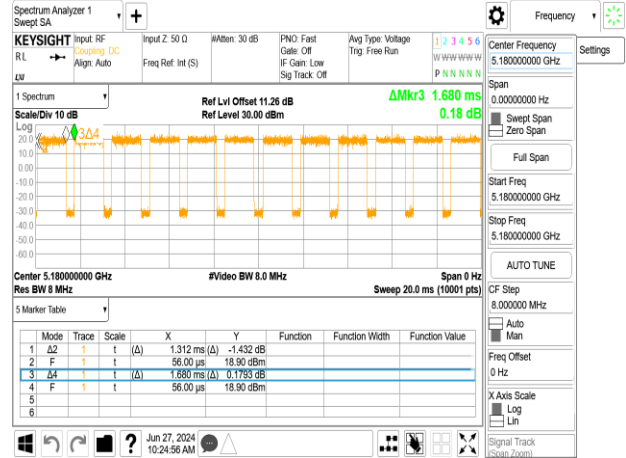 Spectrum Analyzer 1
Swept SA
Frequency
Settings
KEYSIGHT
RL
Input: RF
Coupling: DC
Align: Auto
Input Z: 50 Ω
Freq Ref: Int (S)
#Atten: 30 dB
PNO: Fast
Gate: Off
IF Gain: Low
Sig Track: Off
Avg Type: Voltage
Trig: Free Run
1 2 3 4 5 6
W W W W W W
P N N N N N
1 Spectrum
Scale/Div 10 dB
Ref Lvl Offset 11.26 dB
Ref Level 30.00 dBm
ΔMkr3 1.680 ms
0.18 dB
Log
3Δ4
20.0
10.0
0.00
-10.0
-20.0
-30.0
-40.0
-50.0
-60.0
Center 5.180000000 GHz
Res BW 8 MHz
#Video BW 8.0 MHz
Span 0 Hz
Sweep 20.0 ms (10001 pts)
5 Marker Table
Mode Trace Scale X Y Function Function Width Function Value
1 Δ2 1 t (Δ) 1.312 ms (Δ) -1.432 dB
2 F 1 t 56.00 µs 18.90 dBm
3 Δ4 1 t (Δ) 1.680 ms (Δ) 0.1793 dB
4 F 1 t 56.00 µs 18.90 dBm
5
6
Jun 27, 2024
10:24:56 AM
Center Frequency
5.180000000 GHz
Span
0.00000000 Hz
Swept Span
Zero Span
Full Span
Start Freq
5.180000000 GHz
Stop Freq
5.180000000 GHz
AUTO TUNE
CF Step
8.000000 MHz
Auto
Man
Freq Offset
0 Hz
X Axis Scale
Log
Lin
Signal Track
(Span Zoom)